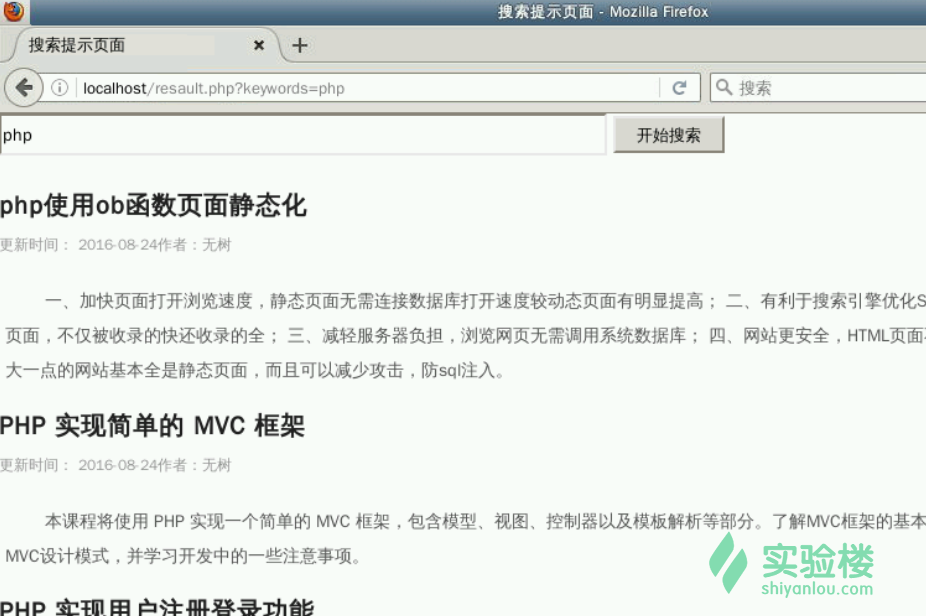 搜索提示页面 - Mozilla Firefox
搜索提示页面
localhost/resault.php?keywords=php
搜索
php
开始搜索
php使用ob函数页面静态化
更新时间： 2016-08-24作者：无树
一、加快页面打开浏览速度，静态页面无需连接数据库打开速度较动态页面有明显提高； 二、有利于搜索引擎优化S
页面，不仅被收录的快还收录的全； 三、减轻服务器负担，浏览网页无需调用系统数据库； 四、网站更安全，HTML页面
大一点的网站基本全是静态页面，而且可以减少攻击，防sql注入。
PHP 实现简单的 MVC 框架
更新时间： 2016-08-24作者：无树
本课程将使用 PHP 实现一个简单的 MVC 框架，包含模型、视图、控制器以及模板解析等部分。了解MVC框架的基本
MVC设计模式，并学习开发中的一些注意事项。
PHP 实现用户注册登录功能
实验楼
shiyanlou.com